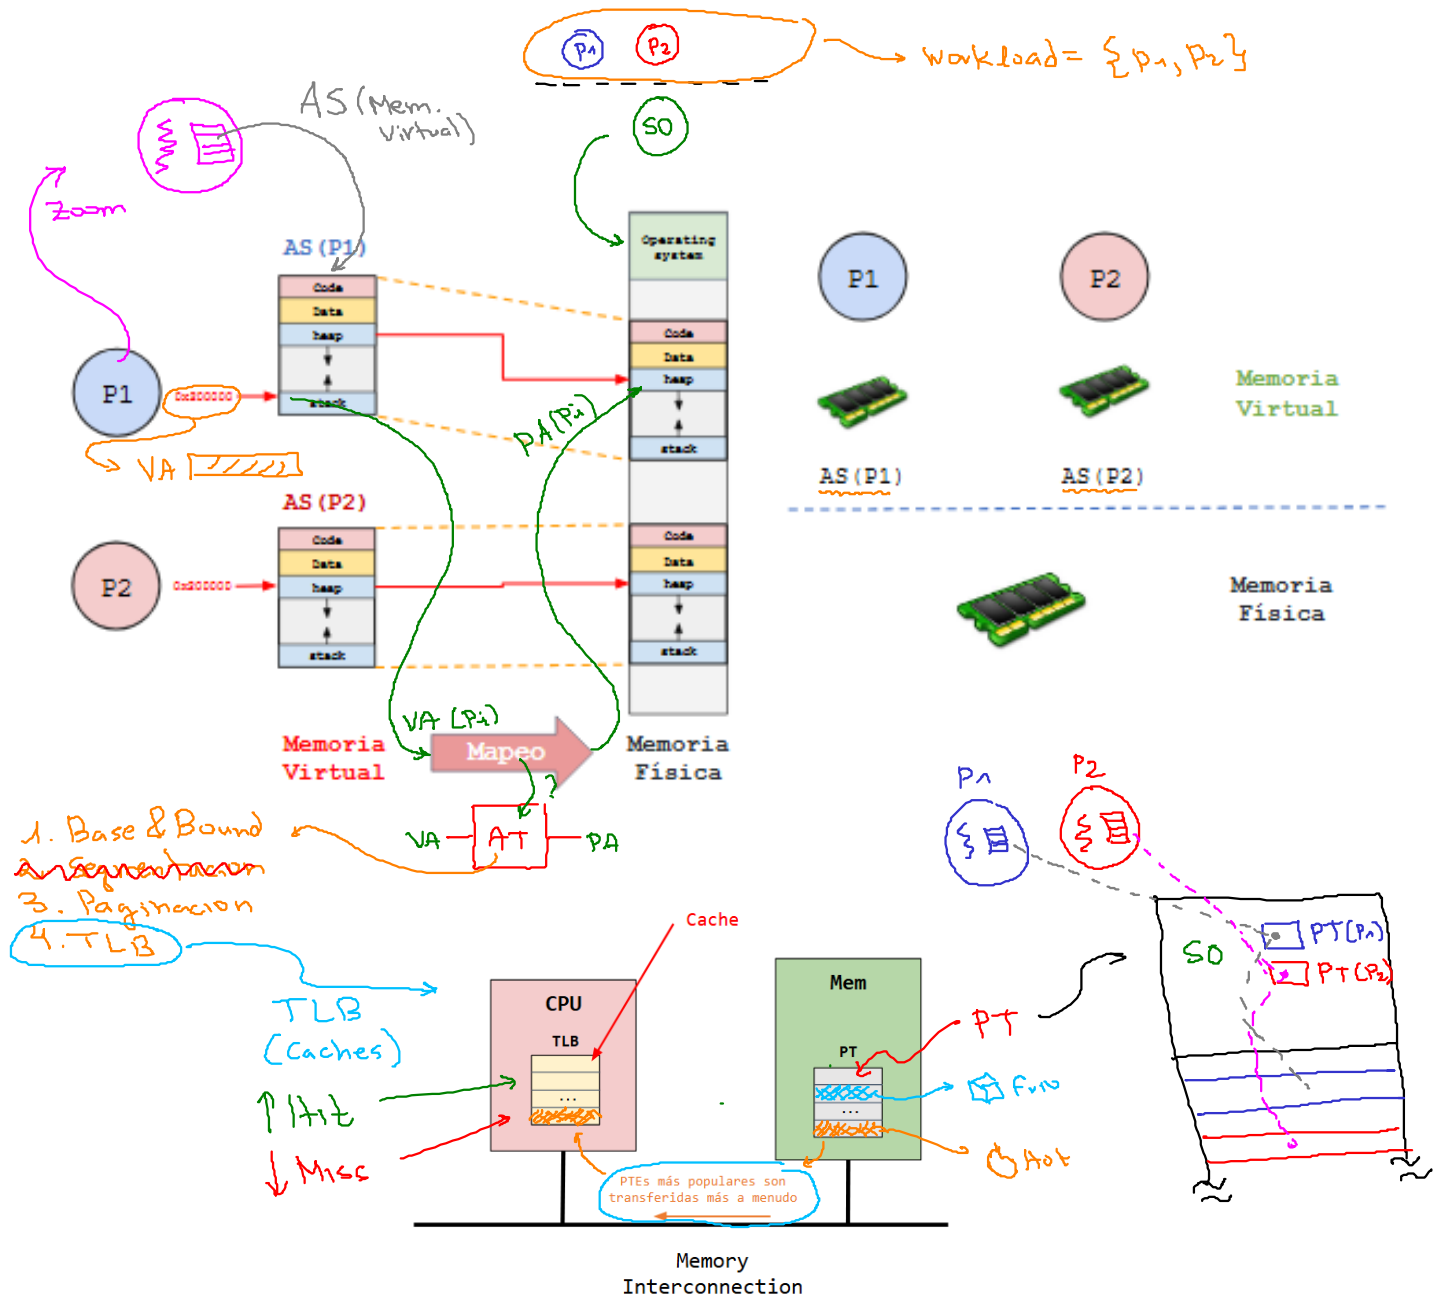 P1
P2
workload = {P1, P2}
AS (Mem. Virtual)
SO
Zoom
AS(P1)
Code
Data
heap
stack
P1
0x200000
VA
PA(Pi)
Operating
system
Code
Data
heap
stack
P1
P2
Memoria
Virtual
AS(P1)
AS(P2)
AS(P2)
Code
Data
heap
stack
P2
0x200000
Code
Data
heap
stack
Memoria
Física
VA (Pi)
Memoria
Virtual
Mapeo
Memoria
Física
?
VA
AT
PA
1. Base & Bound
2. Segmentacion
3. Paginacion
4. TLB
TLB
(Caches)
↑ Hit
↓ Miss
Cache
CPU
TLB
...
Mem
PT
...
PT
Frio
Hot
PTEs más populares son
transferidas más a menudo
Memory
Interconnection
P1
P2
SO
PT(P1)
PT(P2)